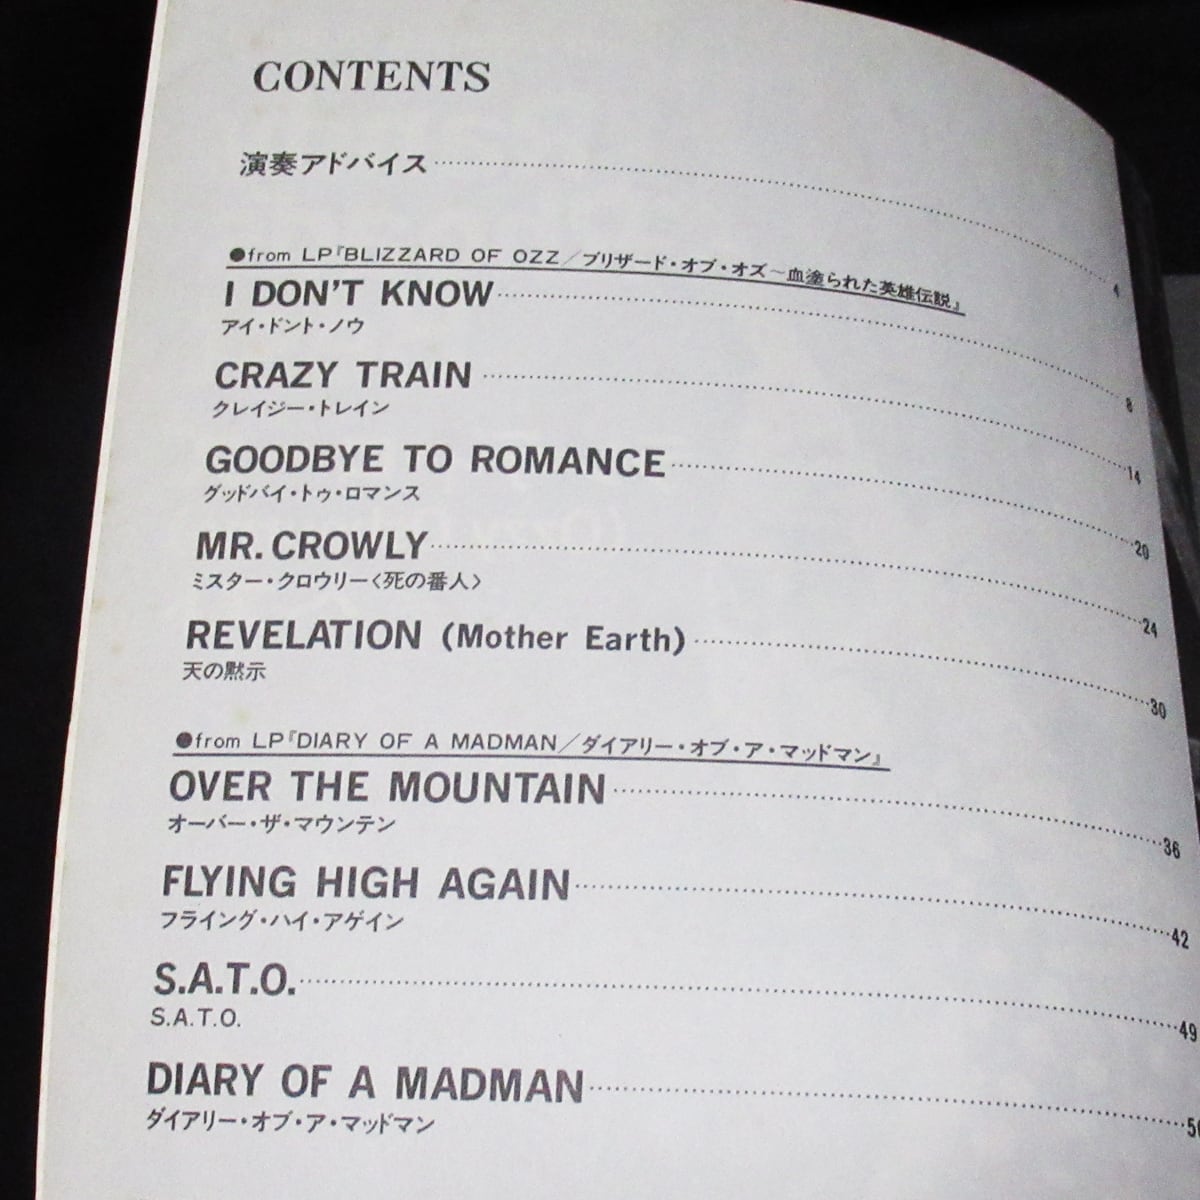 CONTENTS
演奏アドバイス 4
●from LP『BLIZZARD OF OZZ／ブリザード・オブ・オズ〜血塗られた英雄伝説』
I DON'T KNOW 8
アイ・ドント・ノウ
CRAZY TRAIN 14
クレイジー・トレイン
GOODBYE TO ROMANCE 20
グッドバイ・トゥ・ロマンス
MR. CROWLY 24
ミスター・クロウリー〈死の番人〉
REVELATION (Mother Earth) 30
天の黙示
●from LP『DIARY OF A MADMAN／ダイアリー・オブ・ア・マッドマン』
OVER THE MOUNTAIN 36
オーバー・ザ・マウンテン
FLYING HIGH AGAIN 42
フライング・ハイ・アゲイン
S.A.T.O. 49
S.A.T.O.
DIARY OF A MADMAN
ダイアリー・オブ・ア・マッドマン